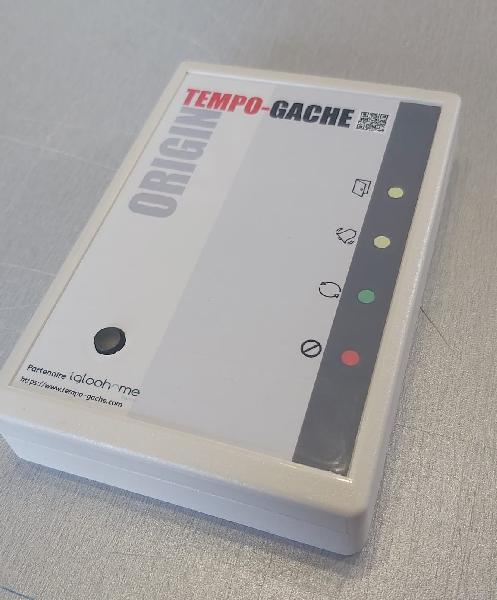 TEMPO-GACHE
ORIGIN
Partenaire igloohome
https://www.tempo-gache.com